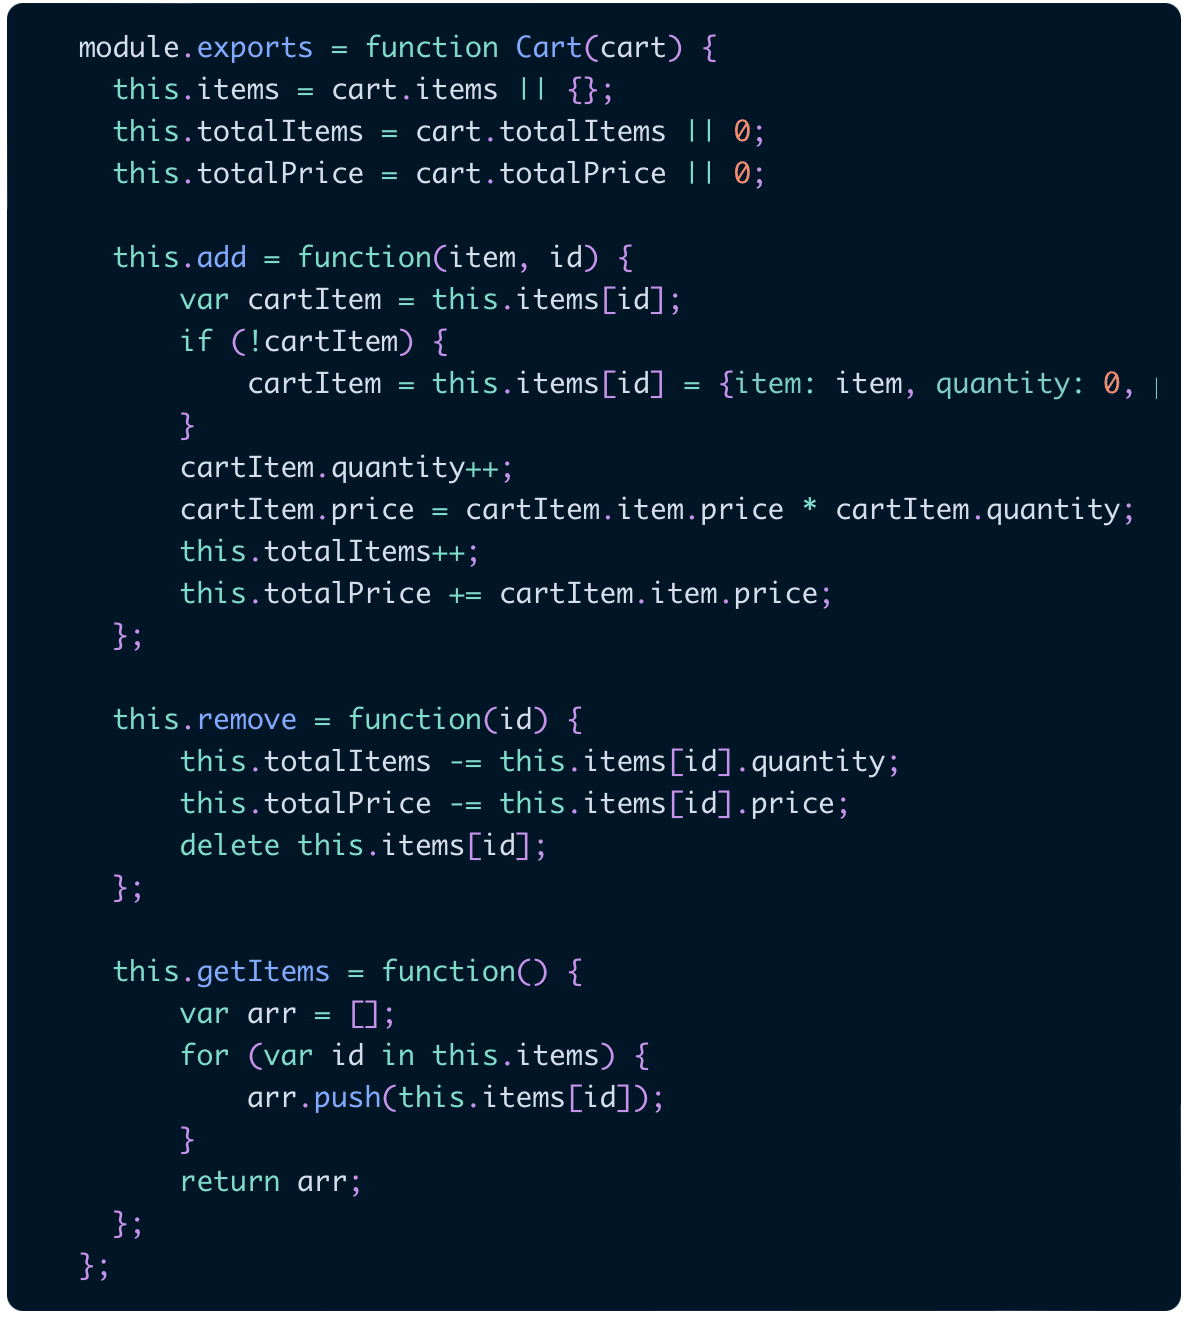 module.exports = function Cart(cart) {
  this.items = cart.items || {};
  this.totalItems = cart.totalItems || 0;
  this.totalPrice = cart.totalPrice || 0;

  this.add = function(item, id) {
      var cartItem = this.items[id];
      if (!cartItem) {
          cartItem = this.items[id] = {item: item, quantity: 0,
      }
      cartItem.quantity++;
      cartItem.price = cartItem.item.price * cartItem.quantity;
      this.totalItems++;
      this.totalPrice += cartItem.item.price;
  };

  this.remove = function(id) {
      this.totalItems -= this.items[id].quantity;
      this.totalPrice -= this.items[id].price;
      delete this.items[id];
  };

  this.getItems = function() {
      var arr = [];
      for (var id in this.items) {
          arr.push(this.items[id]);
      }
      return arr;
  };
};